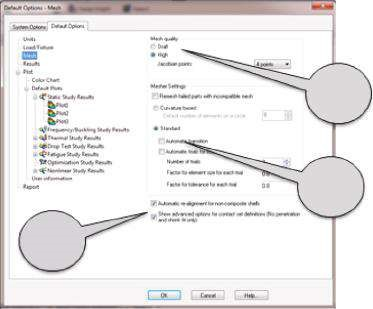 Default Options - Mesh
System Options
Default Options
Units
Load/Fixture
Mesh
Results
Plot
Color Chart
Default Plots
Static Study Results
Plot1
Plot2
Plot3
Frequency/Buckling Study Results
Thermal Study Results
Drop Test Study Results
Fatigue Study Results
Optimization Study Results
Nonlinear Study Results
User information
Report
Mesh quality
Draft
High
Jacobian points:
4 points
Mesher Settings
Remesh failed parts with incompatible mesh
Curvature based
Default number of elements on a circle
8
Standard
Automatic transition
Automatic trials for
Number of trials
Factor for element size for each trial
0.8
Factor for tolerance for each trial
0.8
Automatic re-alignment for non-composite shells
Show advanced options for contact set definitions (No penetration and shrink fit only)
OK
Cancel
Help...